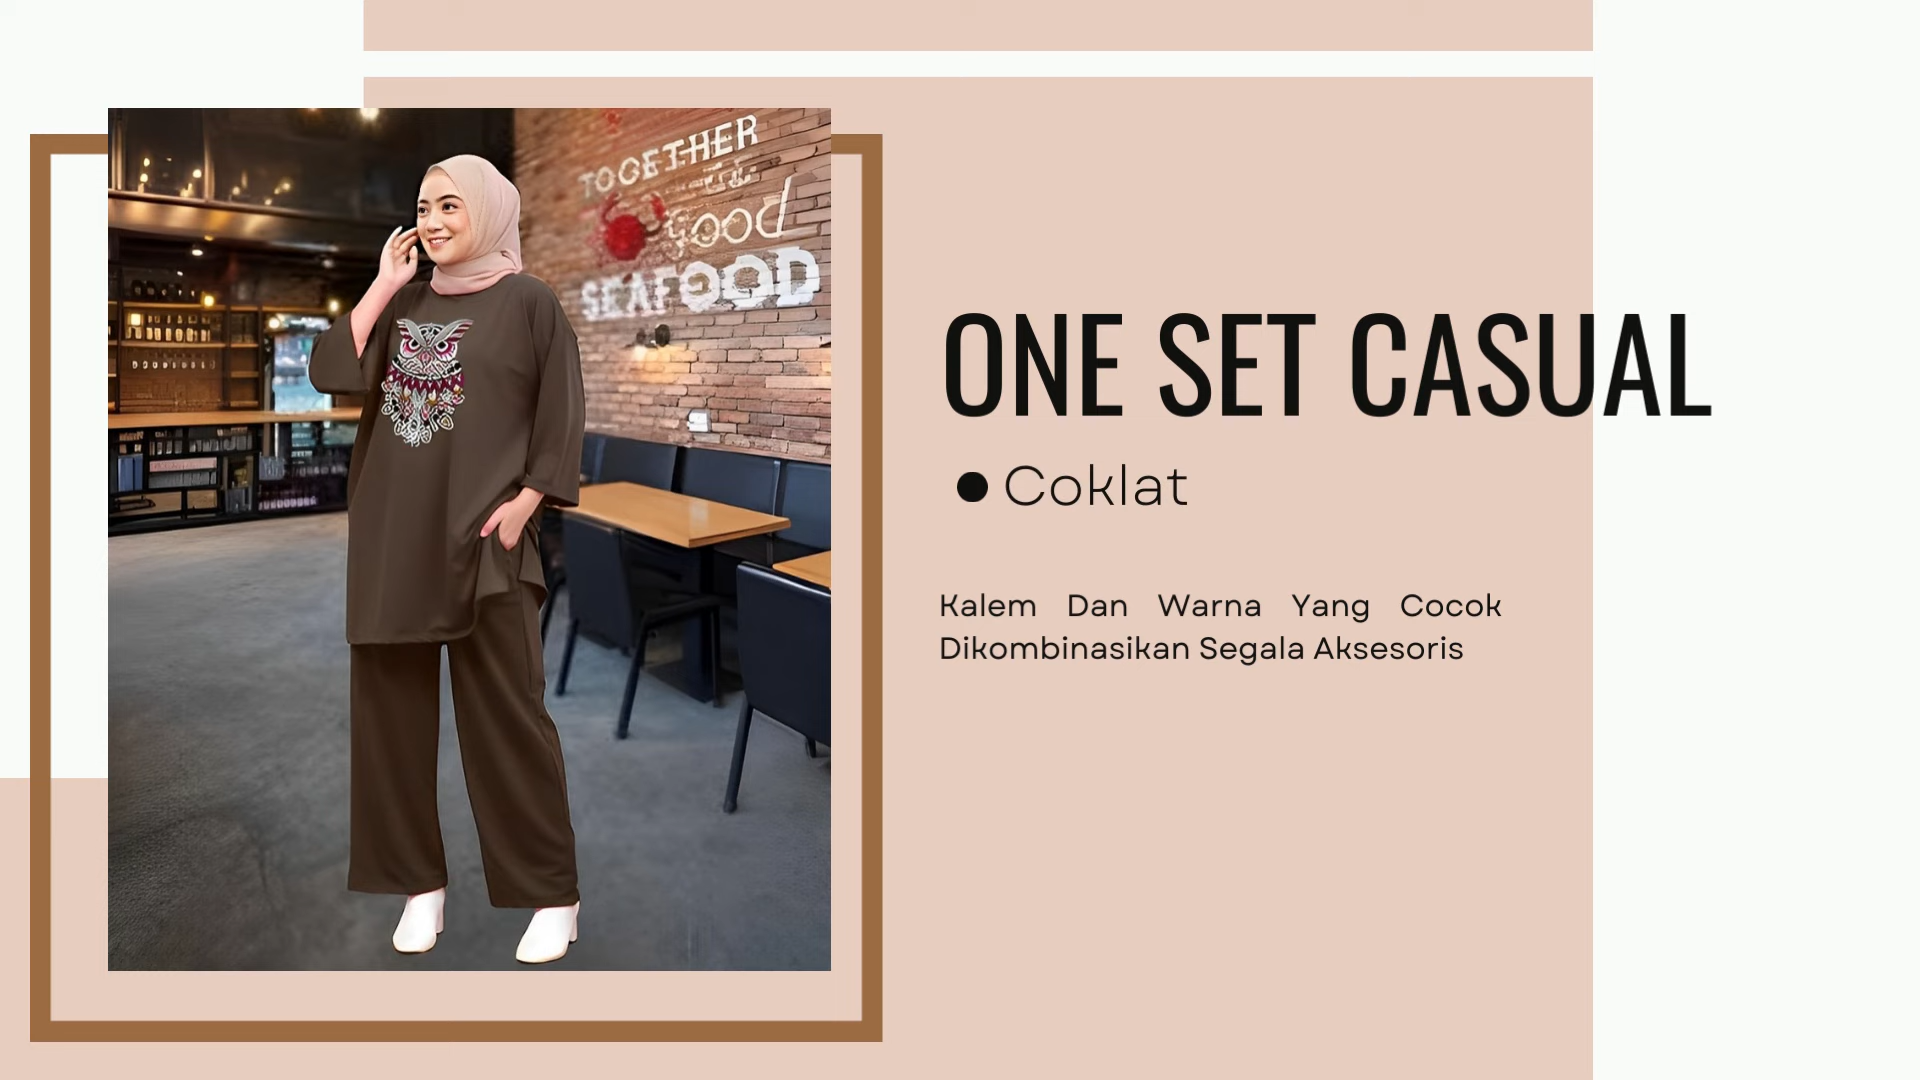 TOGETHER
good
SEAFOOD
ONE SET CASUAL
• Coklat
Kalem Dan Warna Yang Cocok
Dikombinasikan Segala Aksesoris